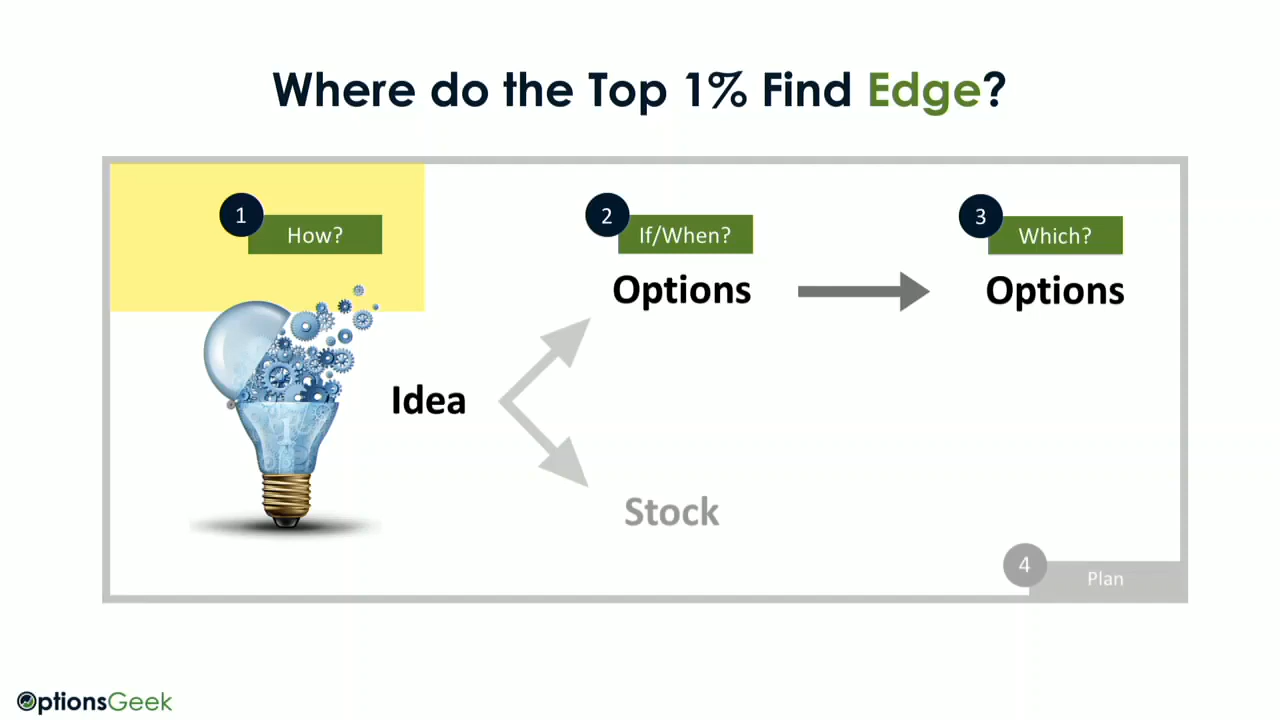 Where do the Top 1% Find Edge?
1
How?
2
If/When?
3
Which?
Options
Options
Idea
Stock
4
Plan
OptionsGeek